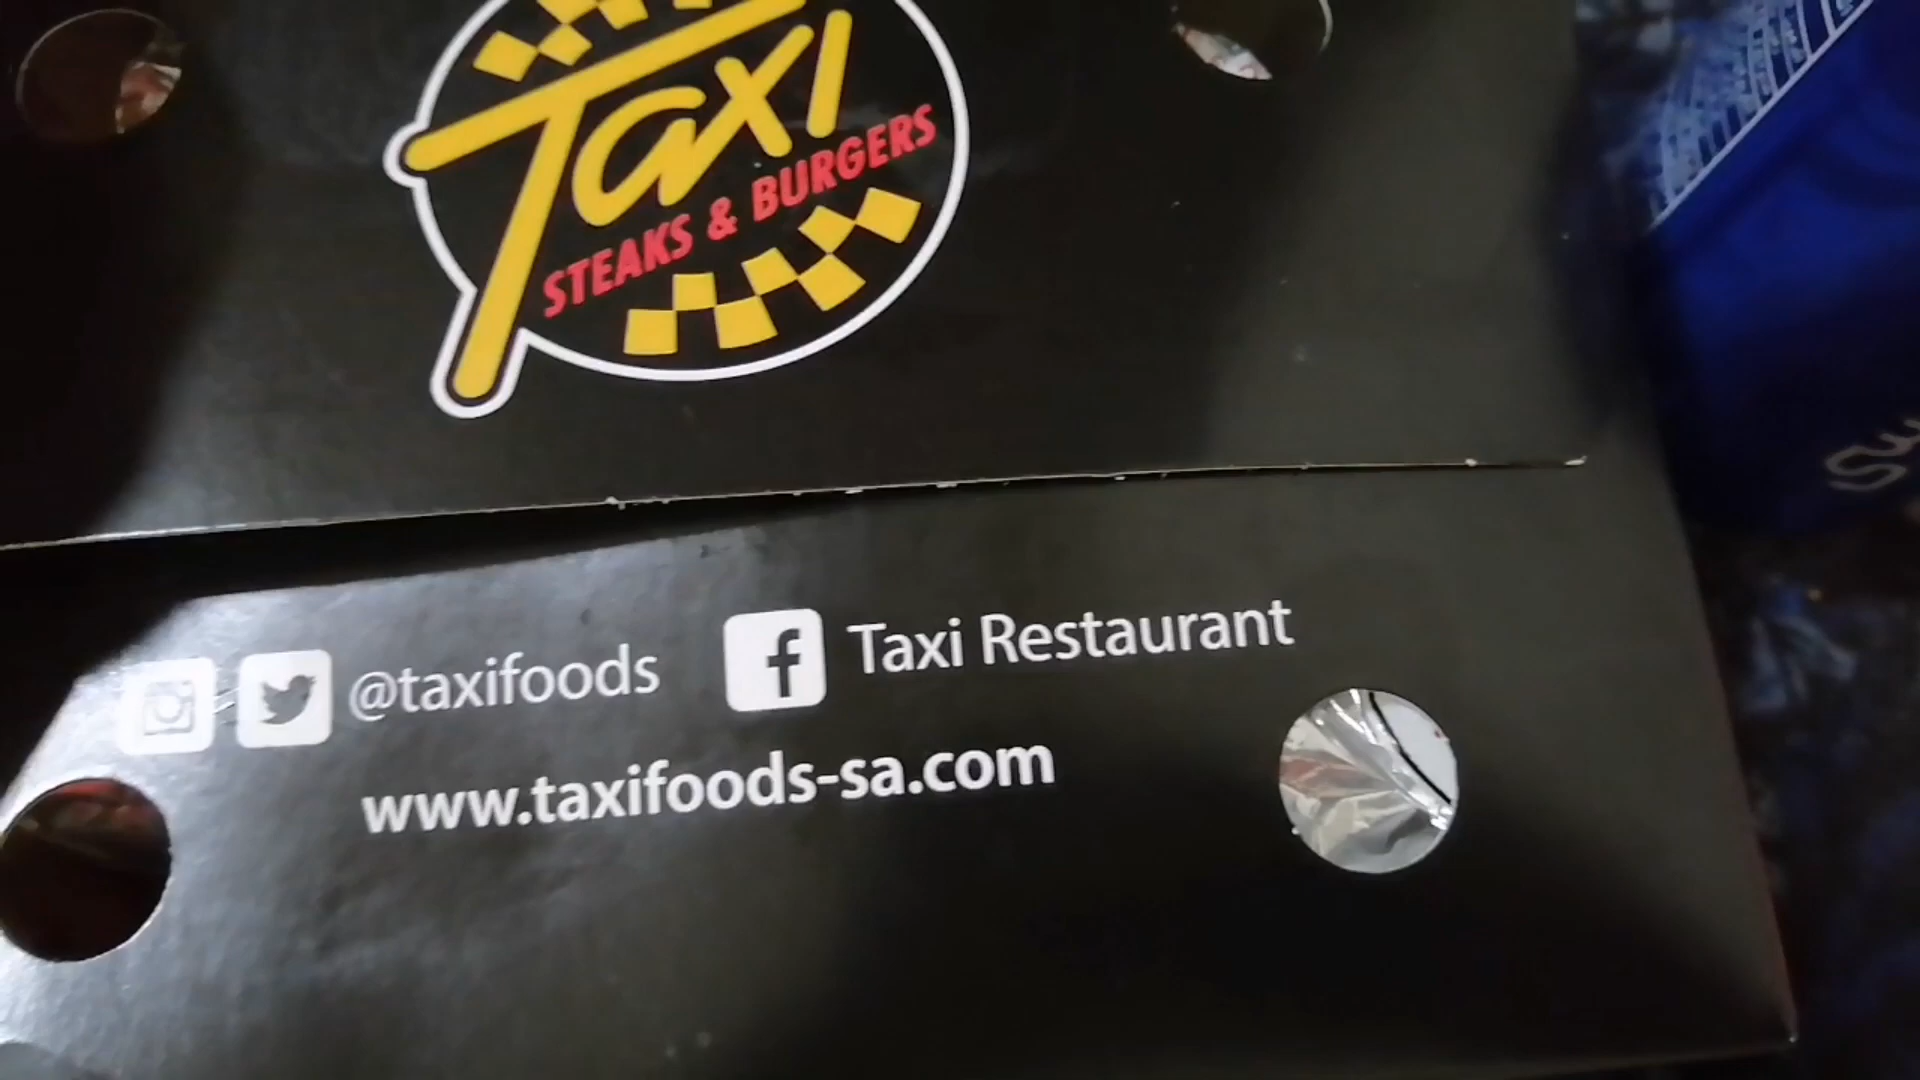 Taxi
STEAKS & BURGERS
@taxifoods
Taxi Restaurant
www.taxifoods-sa.com